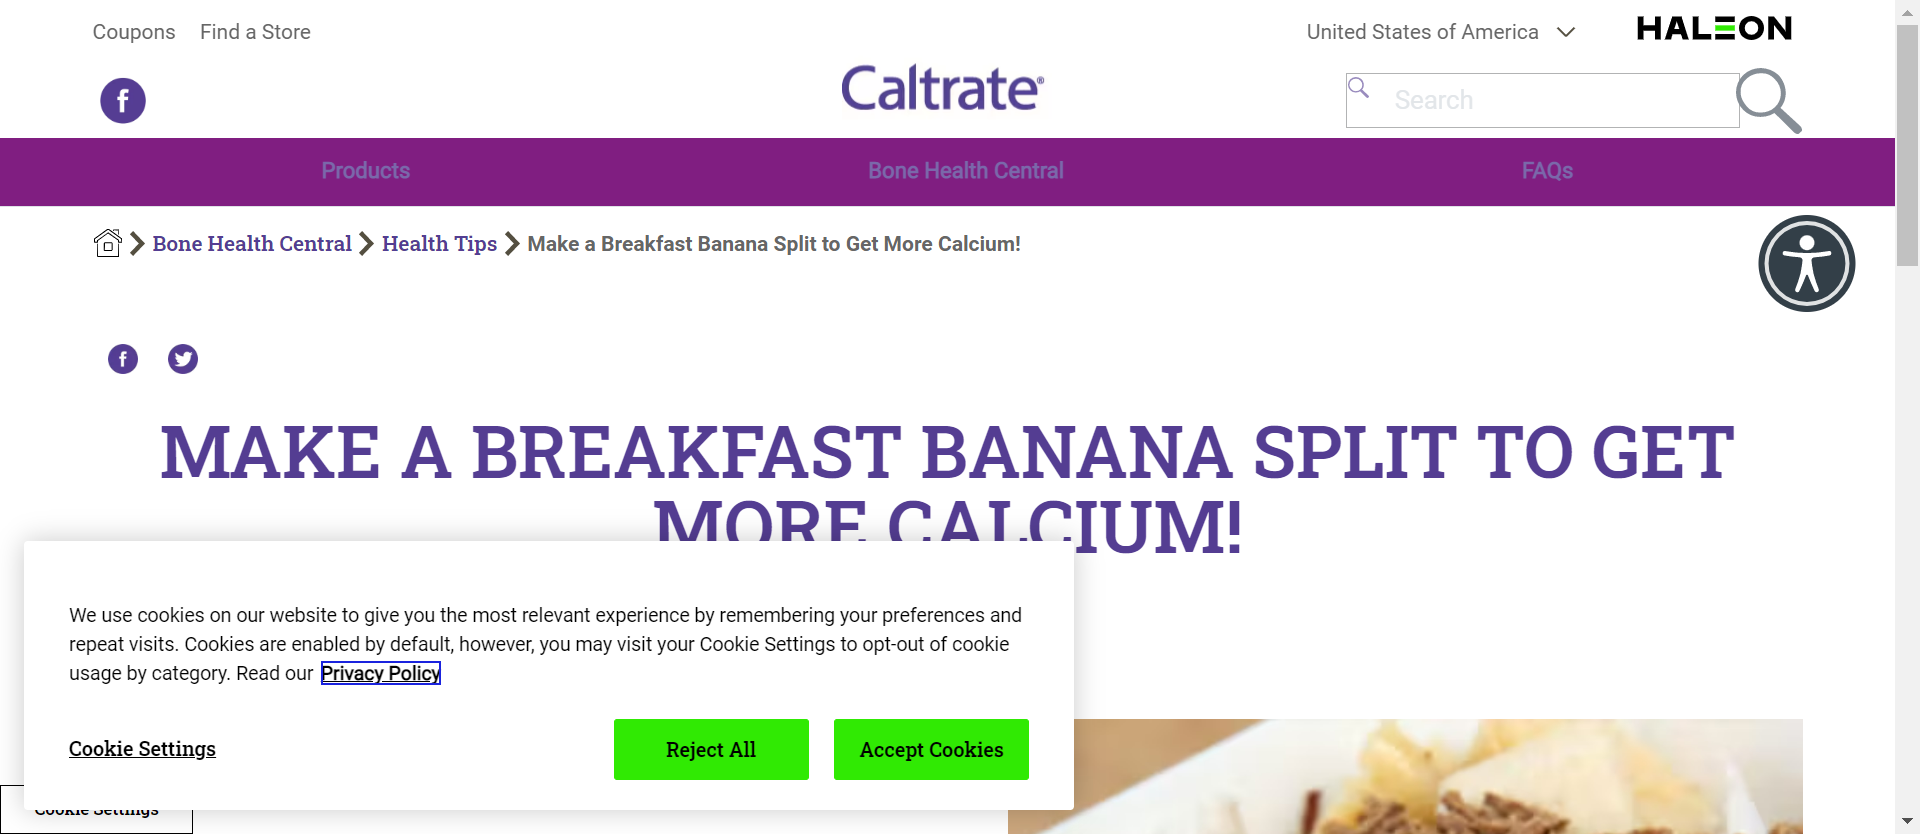 Coupons Find a Store United States of America HALEON
f Caltrate® Search
Products Bone Health Central FAQs
Bone Health Central Health Tips Make a Breakfast Banana Split to Get More Calcium!
f
MAKE A BREAKFAST BANANA SPLIT TO GET
MORE CALCIUM!
We use cookies on our website to give you the most relevant experience by remembering your preferences and
repeat visits. Cookies are enabled by default, however, you may visit your Cookie Settings to opt-out of cookie
usage by category. Read our Privacy Policy
Cookie Settings Reject All Accept Cookies
Cookie Settings